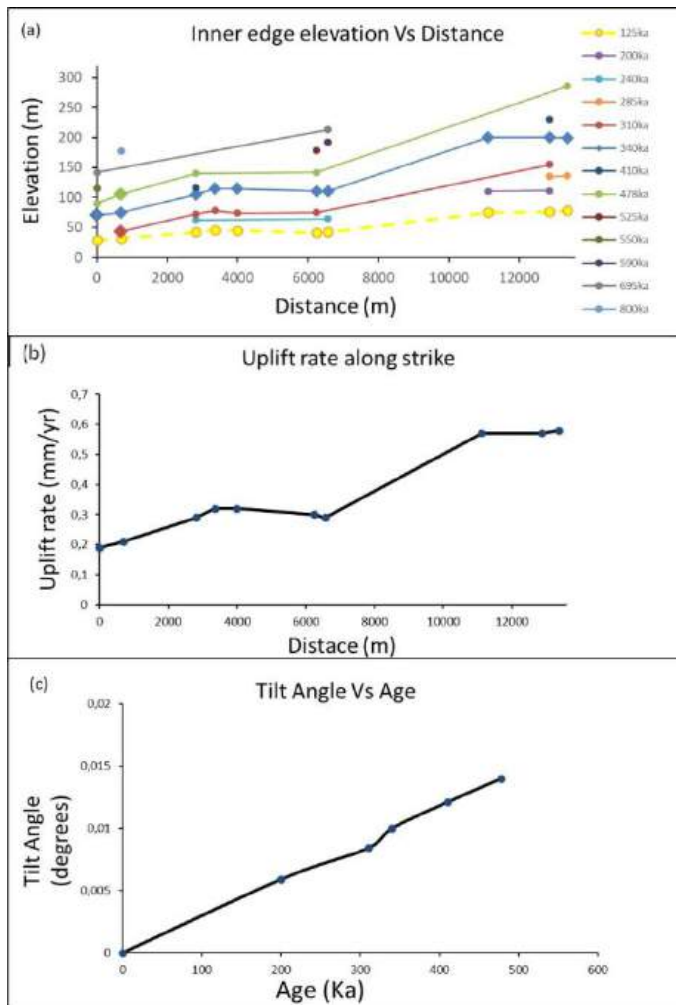 (a)
Inner edge elevation Vs Distance
Elevation (m)
300
250
200
150
100
50
0
0 2000 4000 6000 8000 10000 12000
Distance (m)
125ka
200ka
240ka
285ka
310ka
340ka
410ka
478ka
525ka
550ka
590ka
695ka
800ka
(b)
Uplift rate along strike
Uplift rate (mm/yr)
0,7
0,6
0,5
0,4
0,3
0,2
0,1
0
0 2000 4000 6000 8000 10000 12000
Distace (m)
(c)
Tilt Angle Vs Age
Tilt Angle
(degrees)
0,02
0,015
0,01
0,005
0
0 100 200 300 400 500 600
Age (Ka)